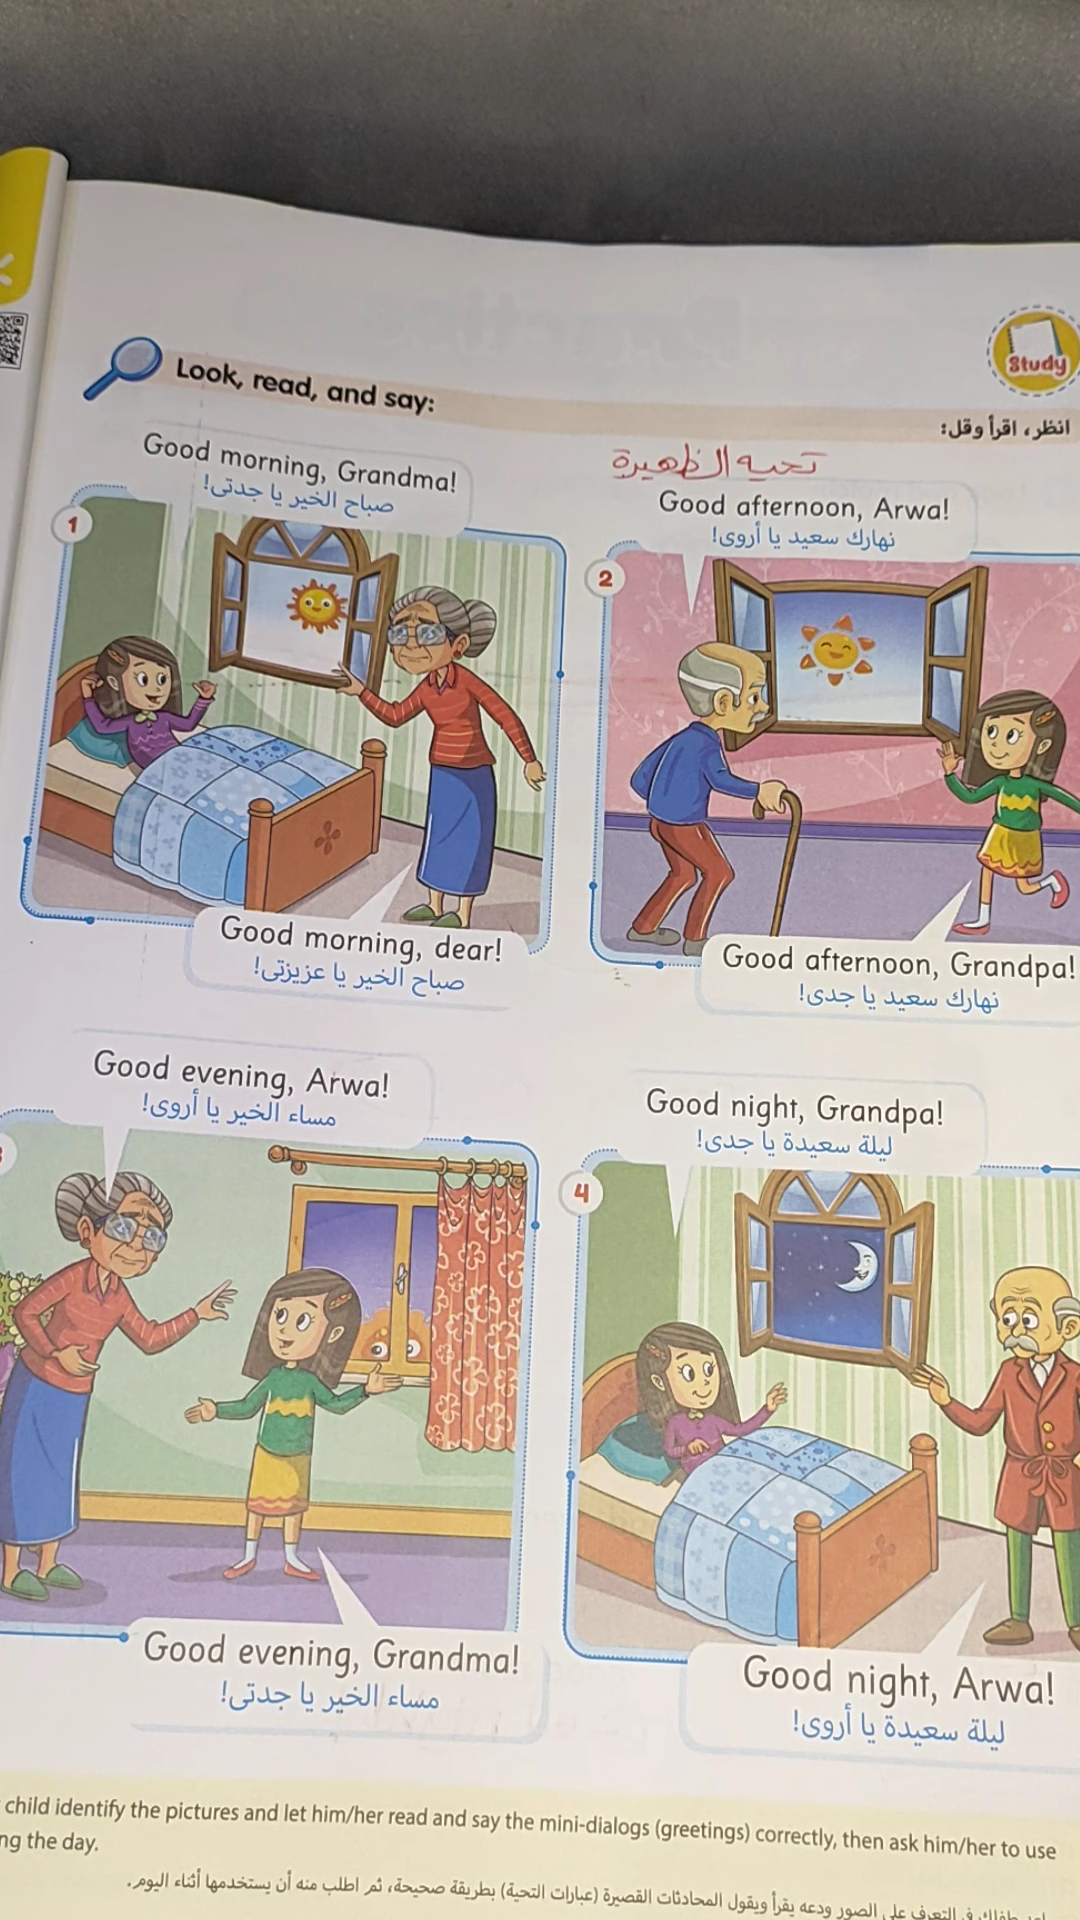 Study
Look, read, and say:
انظر، اقرأ وقل:
Good morning, Grandma!
صباح الخير يا جدتى!
1
Good morning, dear!
صباح الخير يا عزيزتى!
تحيه الظهيرة
Good afternoon, Arwa!
نهارك سعيد يا أروى!
2
Good afternoon, Grandpa!
نهارك سعيد يا جدى!
Good evening, Arwa!
مساء الخير يا أروى!
Good evening, Grandma!
مساء الخير يا جدتى!
Good night, Grandpa!
ليلة سعيدة يا جدى!
4
Good night, Arwa!
ليلة سعيدة يا أروى!
child identify the pictures and let him/her read and say the mini-dialogs (greetings) correctly, then ask him/her to use
ng the day.
فى التعرف على الصور ودعه يقرأ ويقول المحادثات القصيرة (عبارات التحية) بطريقة صحيحة، ثم اطلب منه أن يستخدمها أثناء اليوم.